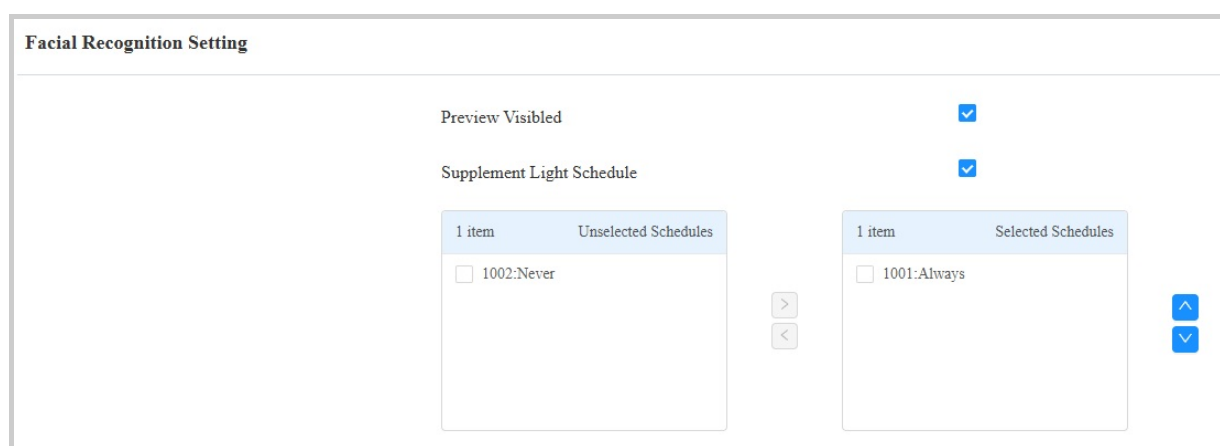 Facial Recognition Setting
Preview Visibled
Supplement Light Schedule
1 item Unselected Schedules
1002:Never
1 item Selected Schedules
1001:Always